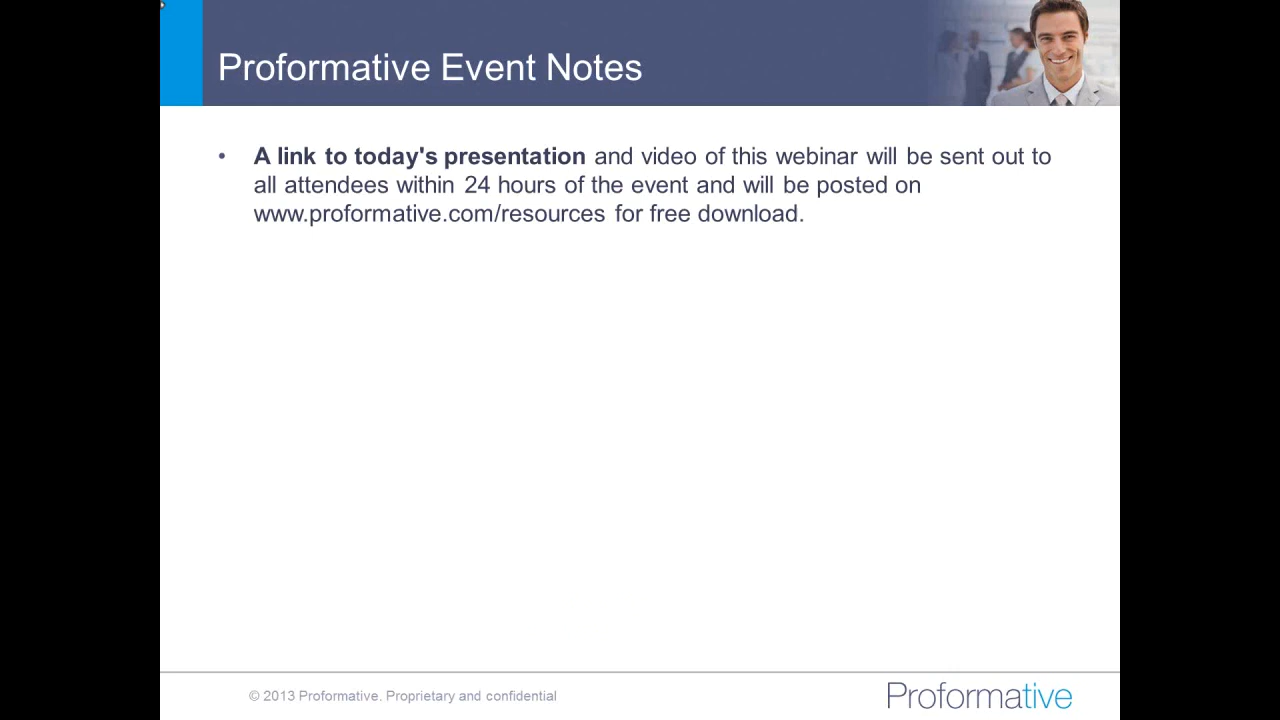 Proformative Event Notes
• A link to today's presentation and video of this webinar will be sent out to
all attendees within 24 hours of the event and will be posted on
www.proformative.com/resources for free download.
© 2013 Proformative. Proprietary and confidential
Proformative